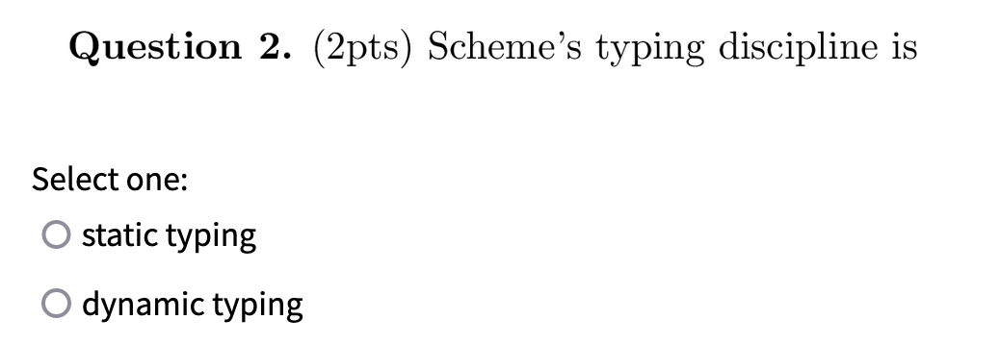 Question 2. (2pts) Scheme's typing discipline is
Select one:
static typing
dynamic typing